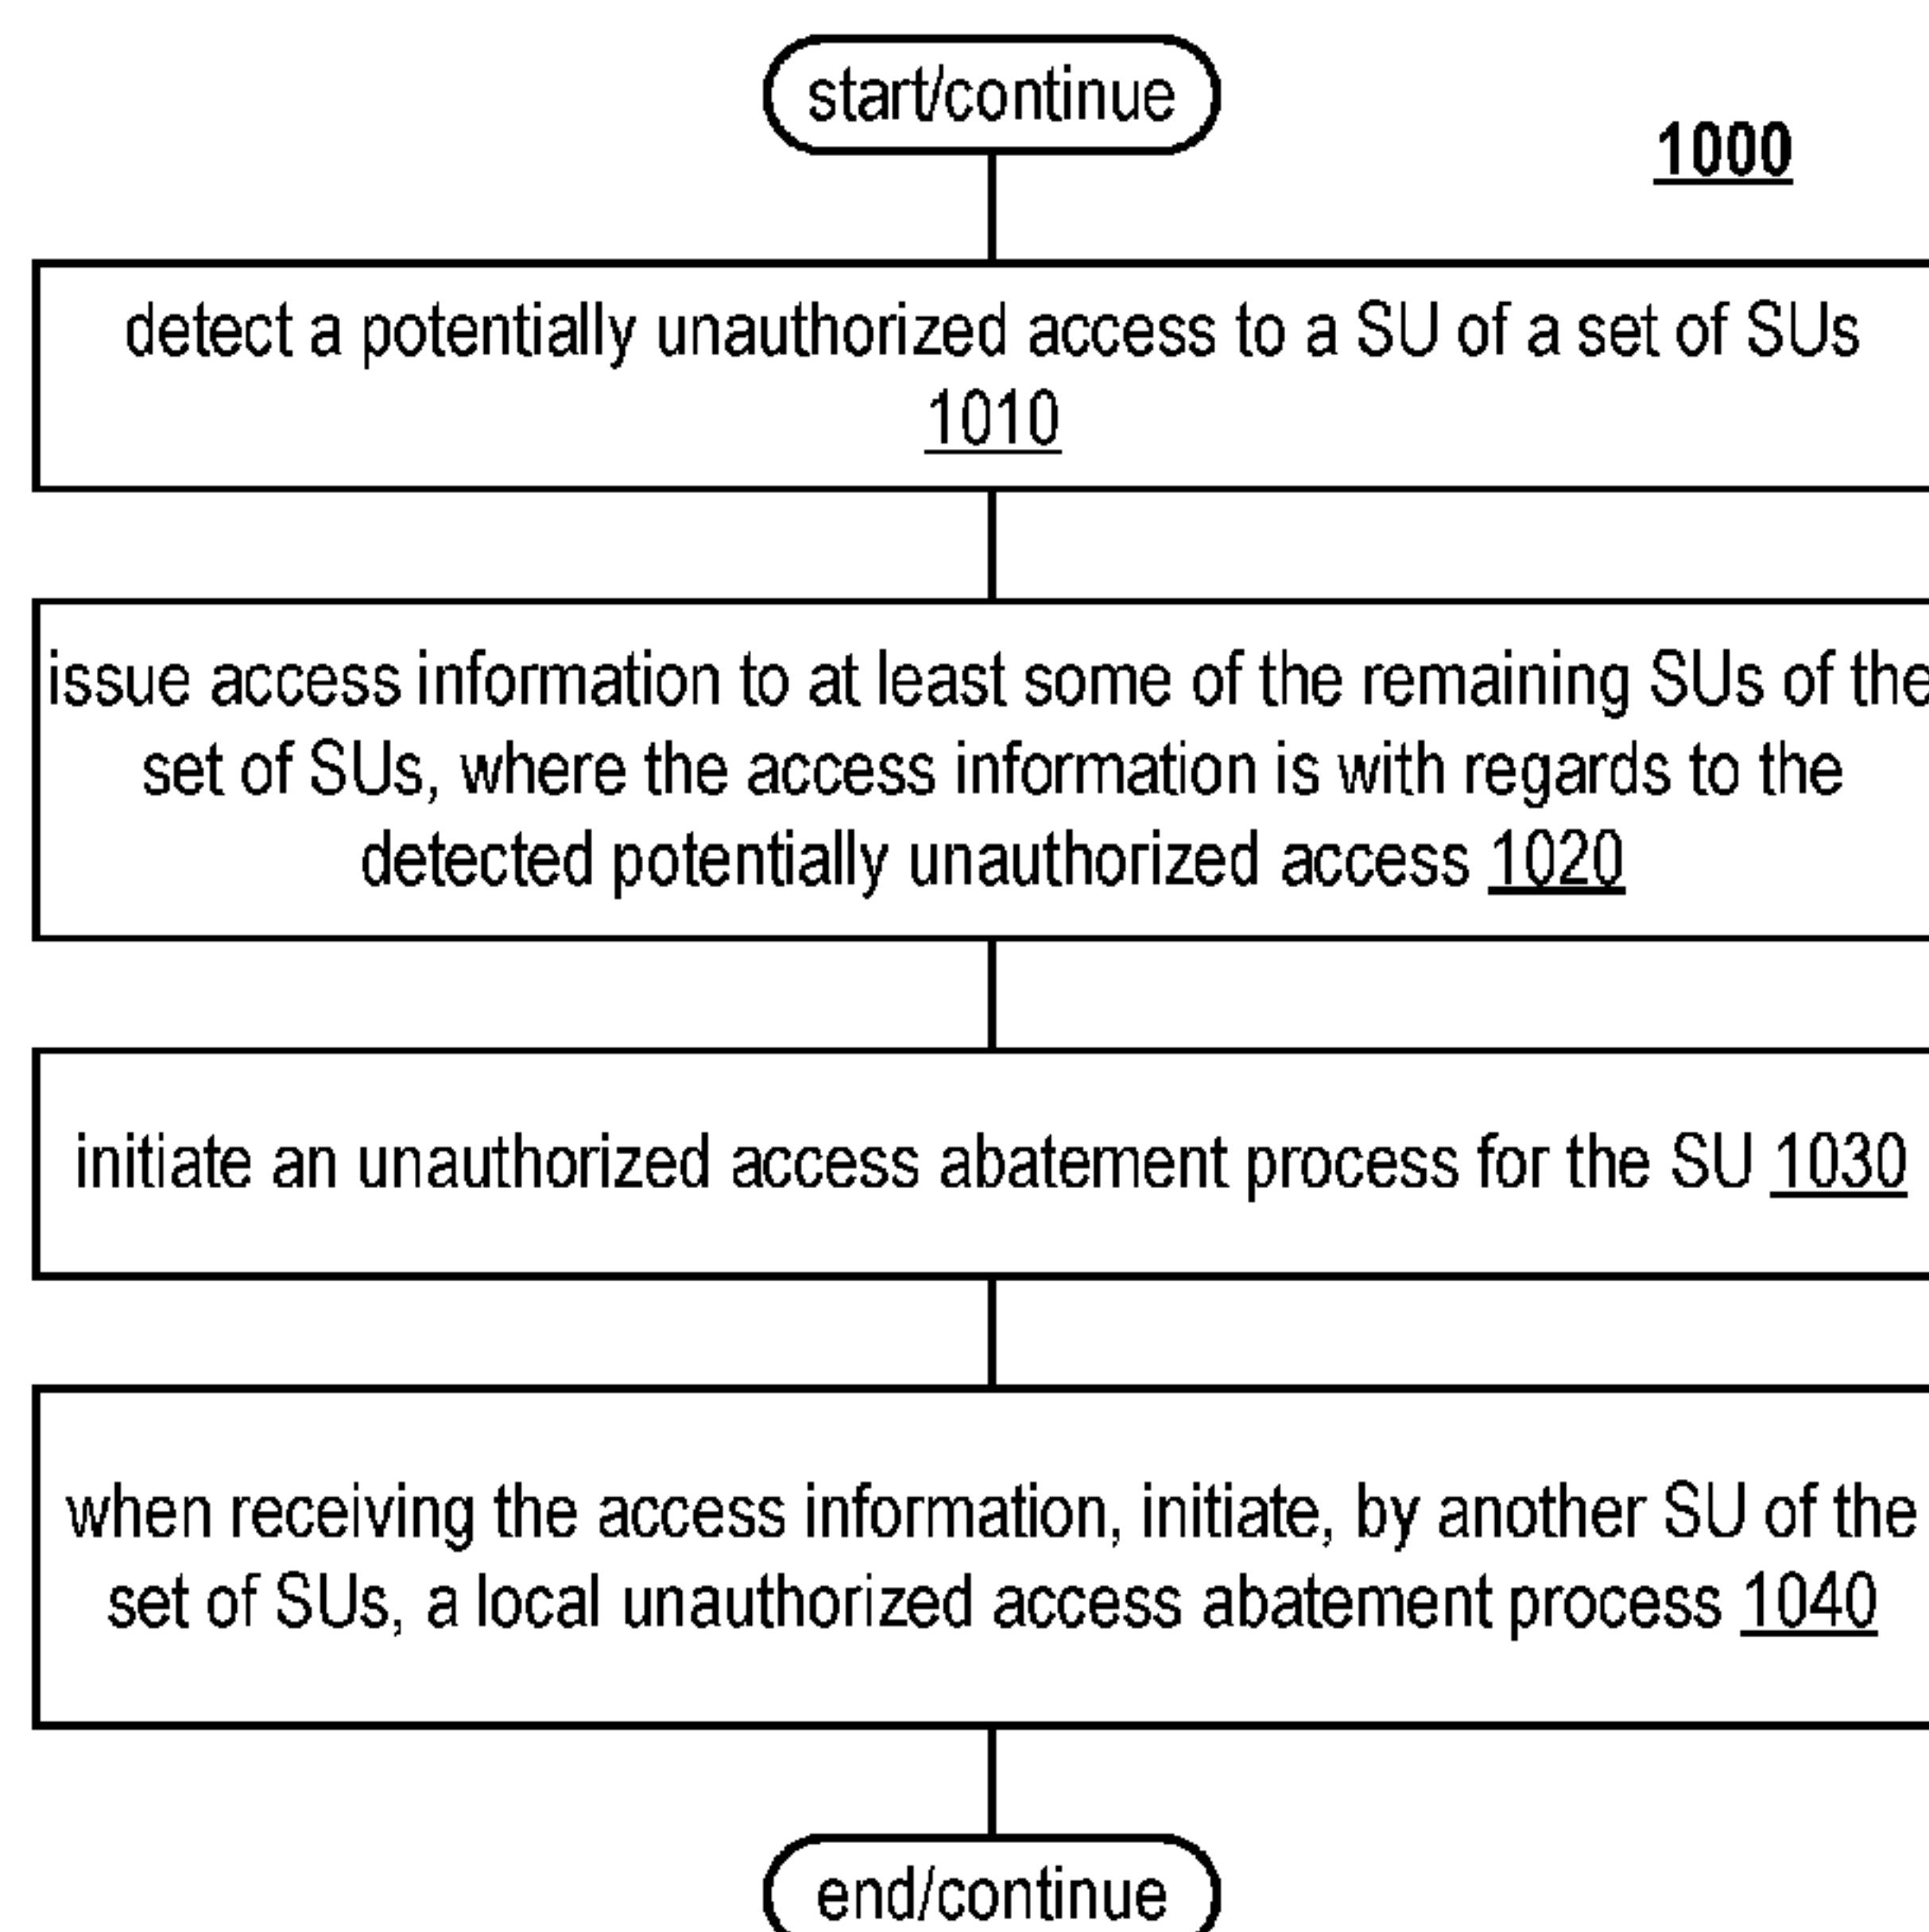 start/continue
1000
detect a potentially unauthorized access to a SU of a set of SUs
1010
issue access information to at least some of the remaining SUs of the
set of SUs, where the access information is with regards to the
detected potentially unauthorized access 1020
initiate an unauthorized access abatement process for the SU 1030
when receiving the access information, initiate, by another SU of the
set of SUs, a local unauthorized access abatement process 1040
end/continue